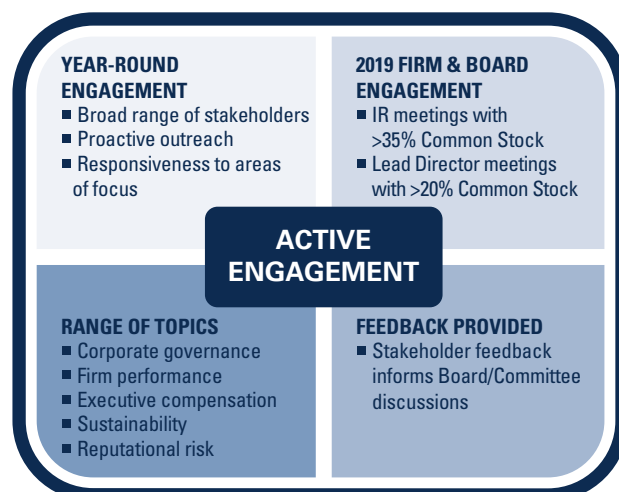 YEAR-ROUND
ENGAGEMENT
■ Broad range of stakeholders
■ Proactive outreach
■ Responsiveness to areas
of focus
2019 FIRM & BOARD
ENGAGEMENT
■ IR meetings with
>35% Common Stock
■ Lead Director meetings
with >20% Common Stock
ACTIVE
ENGAGEMENT
RANGE OF TOPICS
■ Corporate governance
■ Firm performance
■ Executive compensation
■ Sustainability
■ Reputational risk
FEEDBACK PROVIDED
■ Stakeholder feedback
informs Board/Committee
discussions